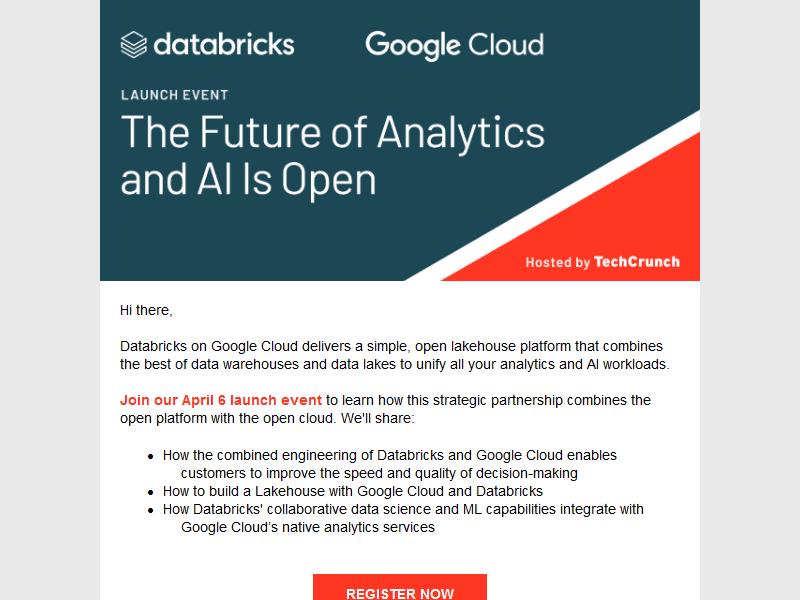 databricks
Google Cloud
LAUNCH EVENT
The Future of Analytics
and AI Is Open
Hosted by TechCrunch
Hi there,
Databricks on Google Cloud delivers a simple, open lakehouse platform that combines
the best of data warehouses and data lakes to unify all your analytics and AI workloads.
Join our April 6 launch event to learn how this strategic partnership combines the
open platform with the open cloud. We'll share:
• How the combined engineering of Databricks and Google Cloud enables
customers to improve the speed and quality of decision-making
• How to build a Lakehouse with Google Cloud and Databricks
• How Databricks' collaborative data science and ML capabilities integrate with
Google Cloud’s native analytics services
REGISTER NOW